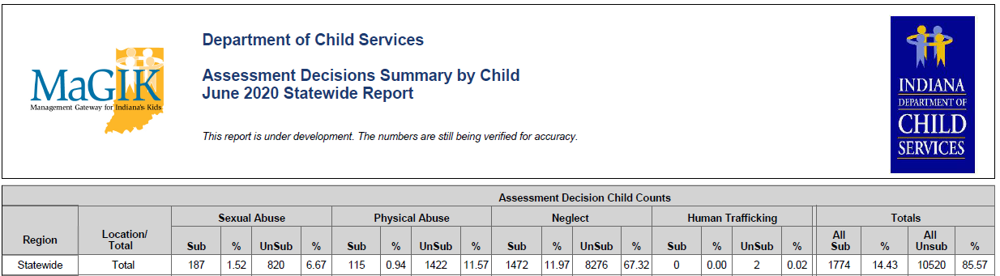 MaGIK
Management Gateway for Indiana's Kids
Department of Child Services
Assessment Decisions Summary by Child
June 2020 Statewide Report
This report is under development. The numbers are still being verified for accuracy.
INDIANA
DEPARTMENT OF
CHILD
SERVICES
Assessment Decision Child Counts
Region Location/ Total Sexual Abuse Physical Abuse Neglect Human Trafficking Totals
Sub % UnSub % Sub % UnSub % Sub % UnSub % Sub % UnSub % All Sub % All Unsub %
Statewide Total 187 1.52 820 6.67 115 0.94 1422 11.57 1472 11.97 8276 67.32 0 0.00 2 0.02 1774 14.43 10520 85.57